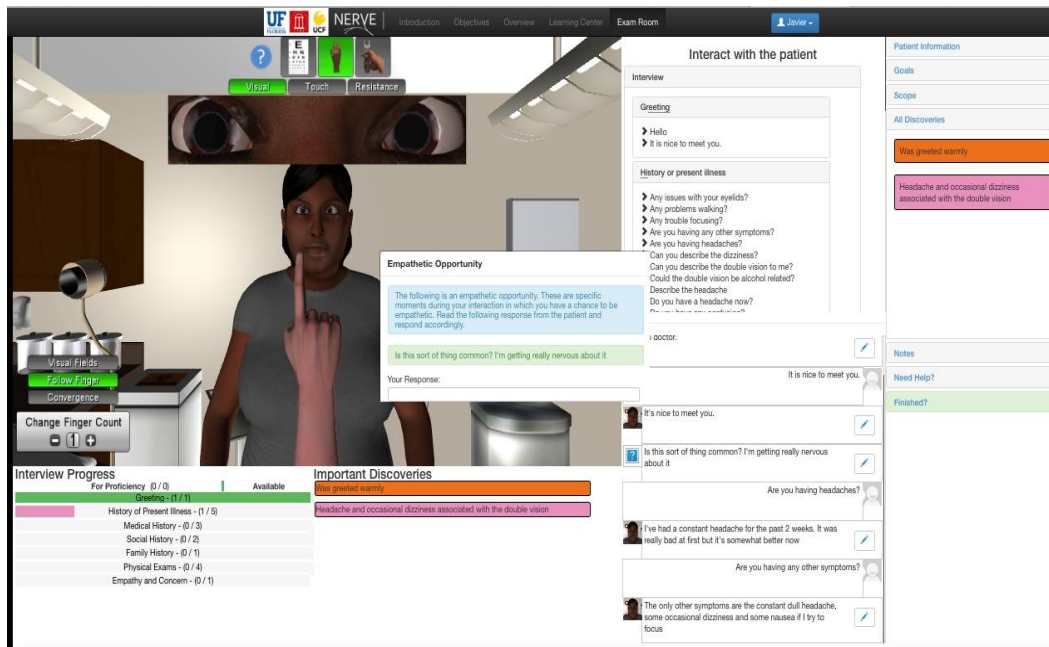 UF FLORIDA UCF NERVE Introduction Objectives Overview Learning Center Exam Room Javier
?
E
Visual Touch Resistance
Visual Fields
Follow Finger
Convergence
Change Finger Count
1
Interact with the patient
Interview
Greeting
Hello
It is nice to meet you.
History or present illness
Any issues with your eyelids?
Any problems walking?
Any trouble focusing?
Are you having any other symptoms?
Are you having headaches?
Can you describe the dizziness?
Can you describe the double vision to me?
Could the double vision be alcohol related?
Describe the headache
Do you have a headache now?
Do you have any confusion?
Empathetic Opportunity
The following is an empathetic opportunity. These are specific
moments during your interaction in which you have a chance to be
empathetic. Read the following response from the patient and
respond accordingly.
Is this sort of thing common? I'm getting really nervous about it
Your Response:
doctor.
It is nice to meet you.
It's nice to meet you.
?
Is this sort of thing common? I'm getting really nervous
about it
Are you having headaches?
I've had a constant headache for the past 2 weeks. It was
really bad at first but it's somewhat better now
Are you having any other symptoms?
The only other symptoms are the constant dull headache,
some occasional dizziness and some nausea if I try to
focus
Patient Information
Goals
Scope
All Discoveries
Was greeted warmly
Headache and occasional dizziness
associated with the double vision
Notes
Need Help?
Finished?
Interview Progress
For Proficiency (0 / 0) Available
Greeting - (1 / 1)
History of Present Illness - (1 / 5)
Medical History - (0 / 3)
Social History - (0 / 2)
Family History - (0 / 1)
Physical Exams - (0 / 4)
Empathy and Concern - (0 / 1)
Important Discoveries
Was greeted warmly
Headache and occasional dizziness associated with the double vision